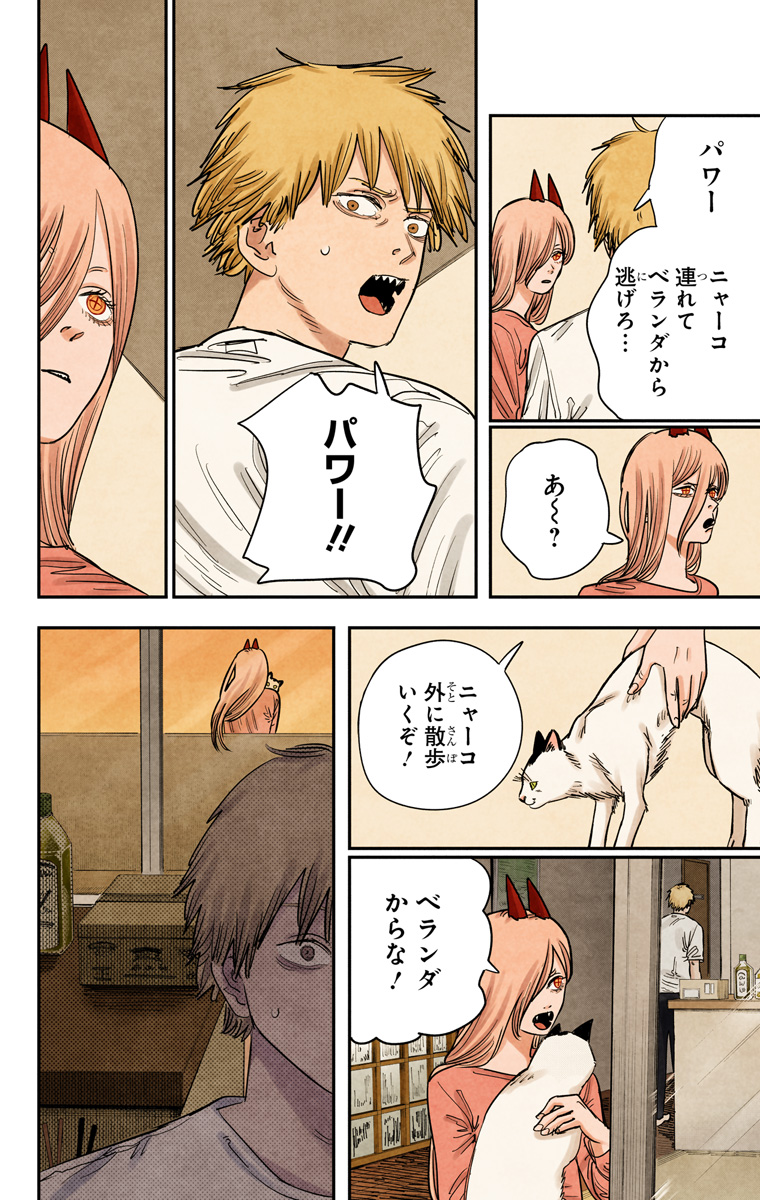 パワー
ニャーコ
連れて
ベランダから
逃げろ…
あ～？
パワー!!
ニャーコ
外に散歩
いくぞ！
ベランダ
からな！